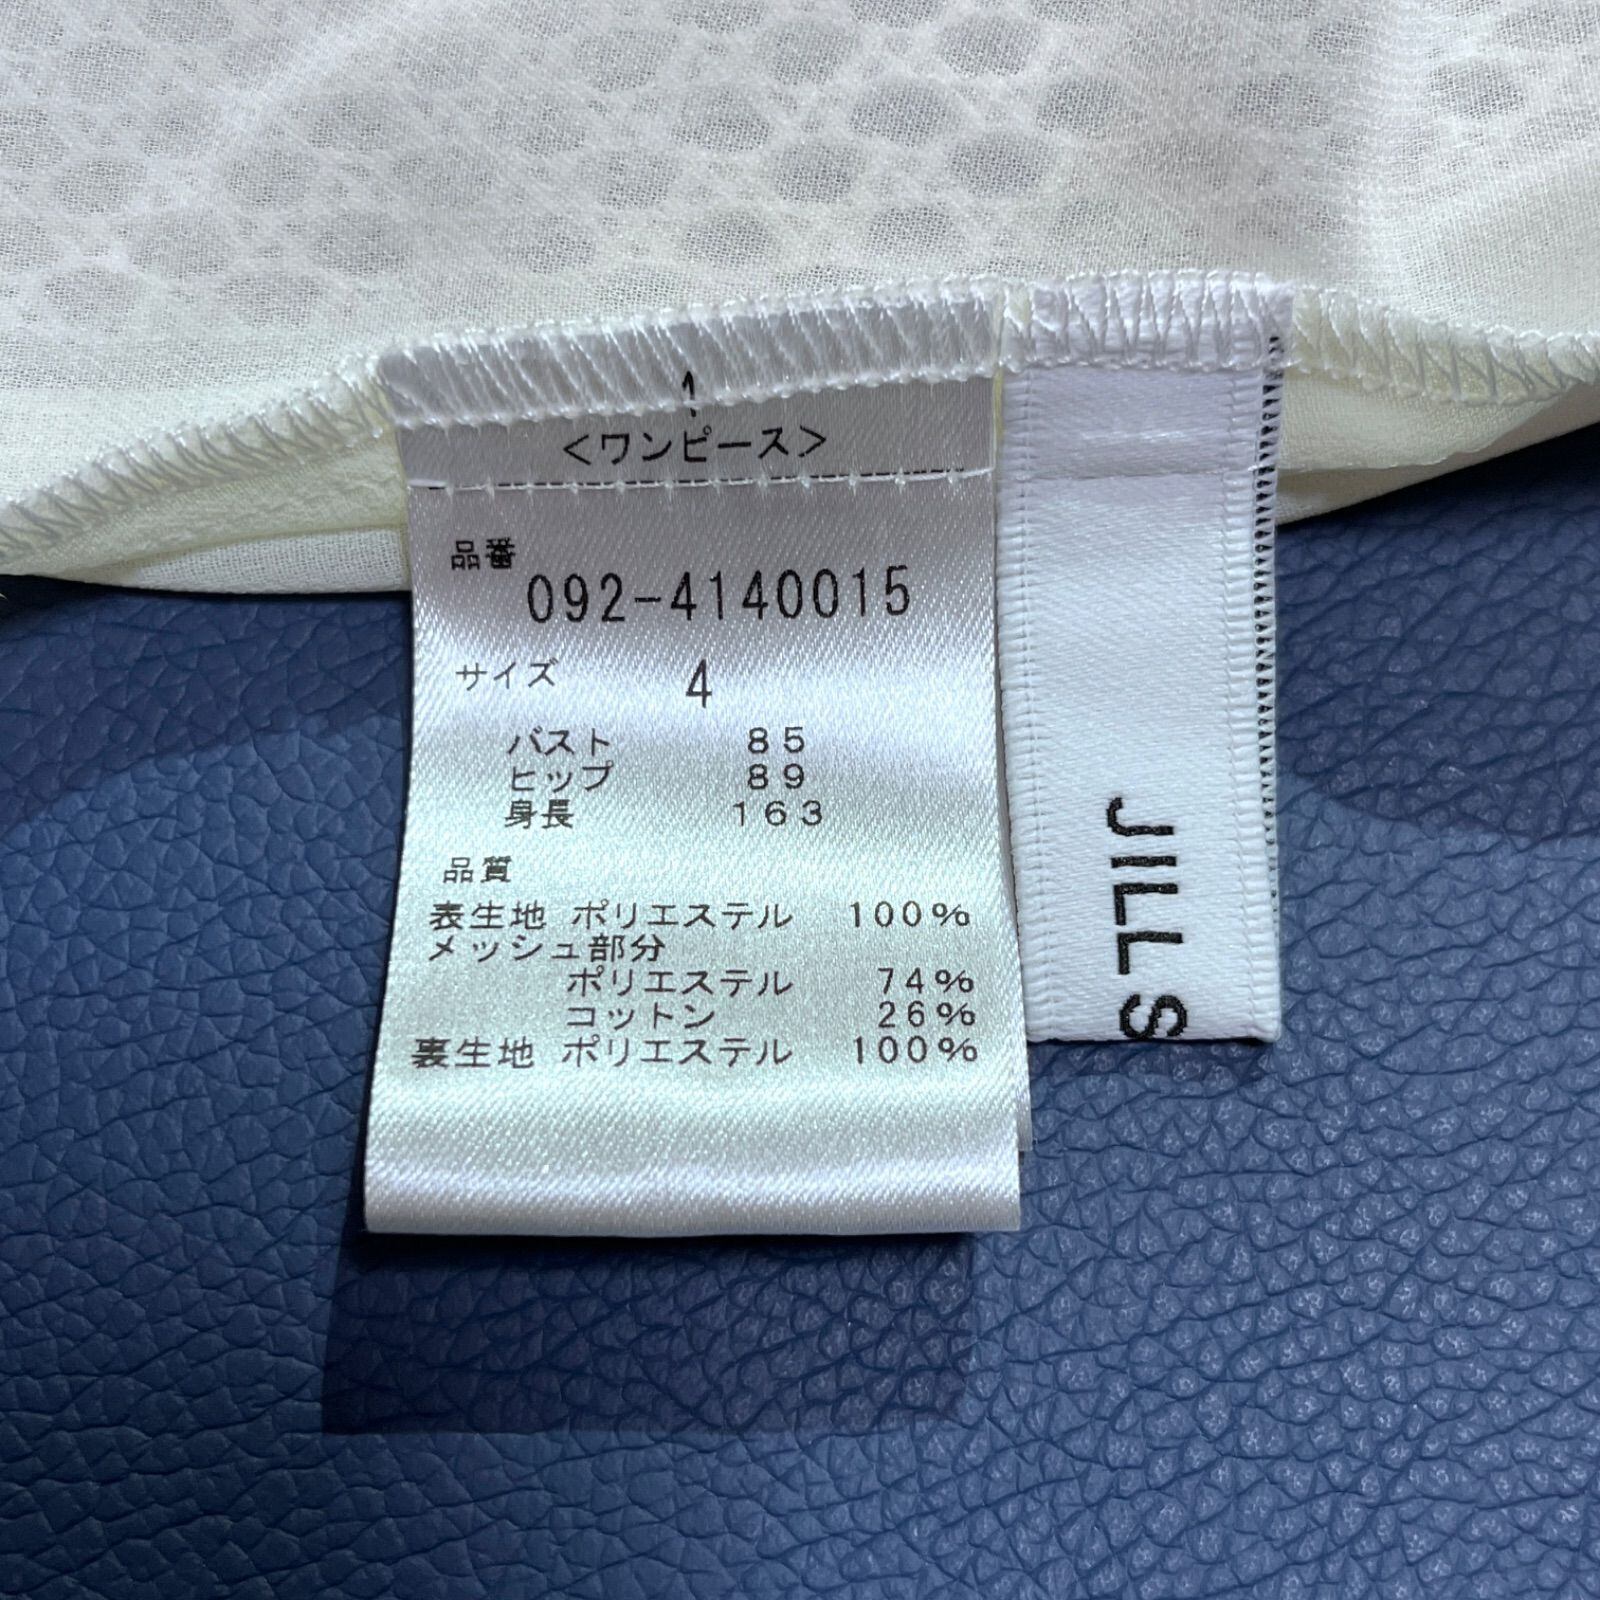 1
<ワンピース>
品番
092-4140015
サイズ 4
バスト 85
ヒップ 89
身長 163
品質
表生地 ポリエステル 100%
メッシュ部分
ポリエステル 74%
コットン 26%
裏生地 ポリエステル 100%
JILL S